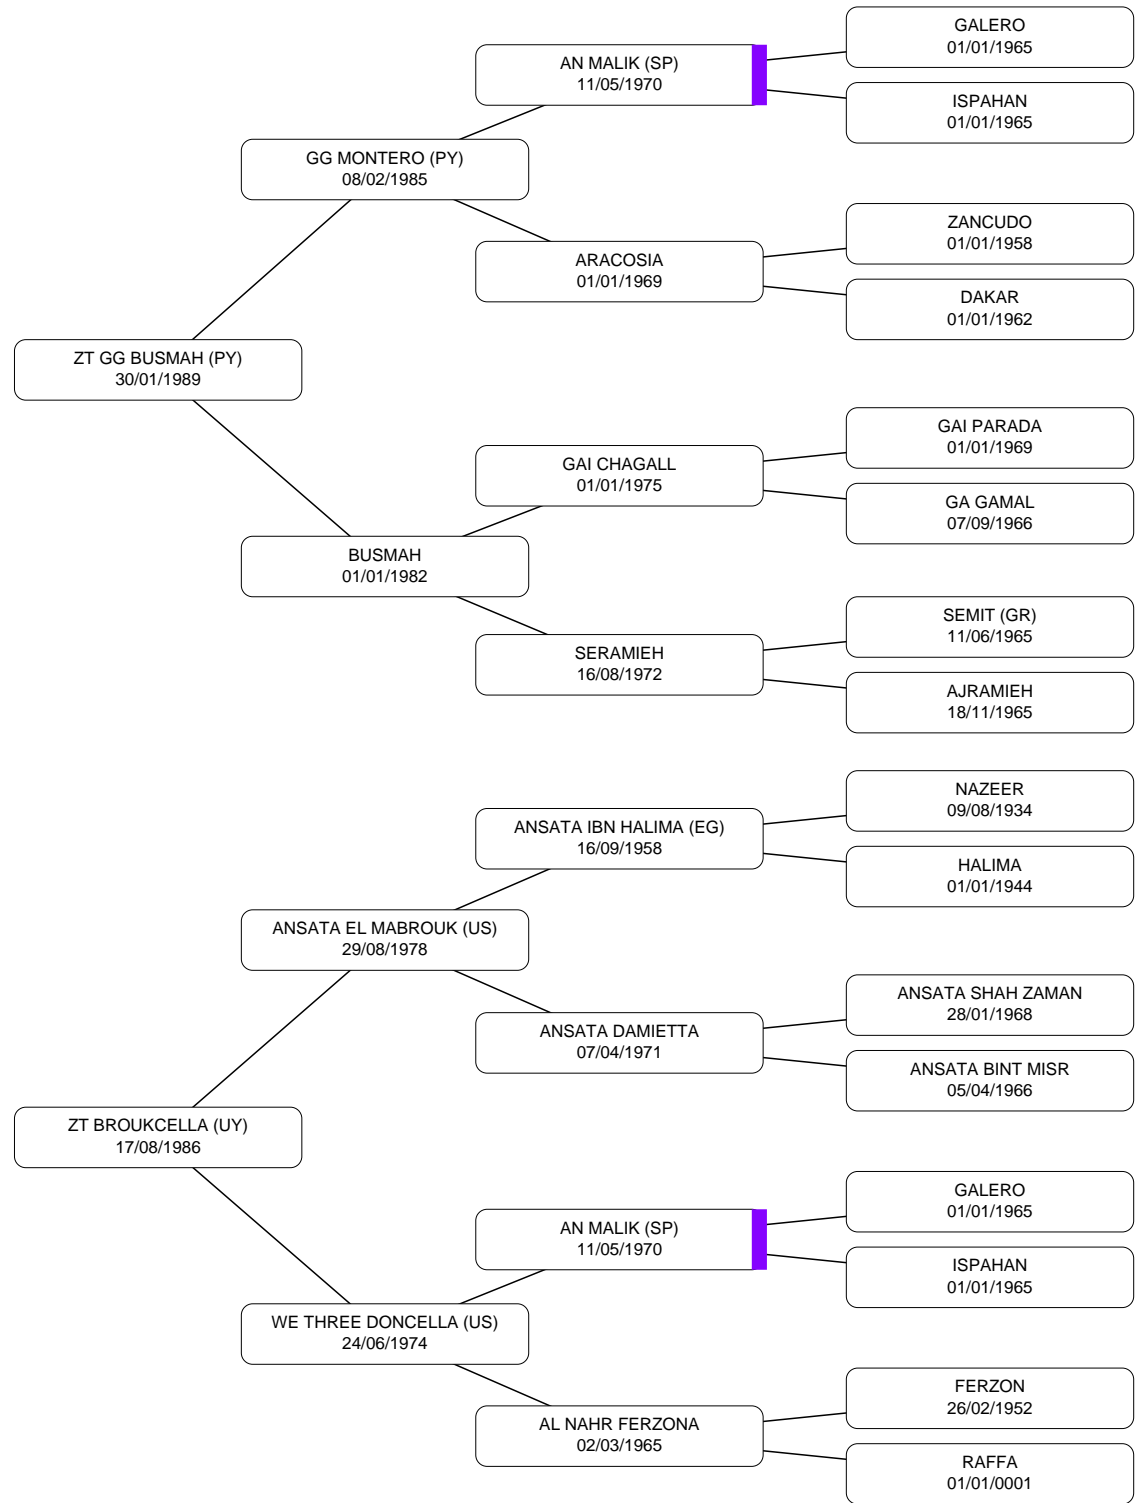 GALERO
01/01/1965
AN MALIK (SP)
11/05/1970
ISPAHAN
01/01/1965
GG MONTERO (PY)
08/02/1985
ZANCUDO
01/01/1958
ARACOSIA
01/01/1969
DAKAR
01/01/1962
ZT GG BUSMAH (PY)
30/01/1989
GAI PARADA
01/01/1969
GAI CHAGALL
01/01/1975
GA GAMAL
07/09/1966
BUSMAH
01/01/1982
SEMIT (GR)
11/06/1965
SERAMIEH
16/08/1972
AJRAMIEH
18/11/1965
NAZEER
09/08/1934
ANSATA IBN HALIMA (EG)
16/09/1958
HALIMA
01/01/1944
ANSATA EL MABROUK (US)
29/08/1978
ANSATA SHAH ZAMAN
28/01/1968
ANSATA DAMIETTA
07/04/1971
ANSATA BINT MISR
05/04/1966
ZT BROUKCELLA (UY)
17/08/1986
GALERO
01/01/1965
AN MALIK (SP)
11/05/1970
ISPAHAN
01/01/1965
WE THREE DONCELLA (US)
24/06/1974
FERZON
26/02/1952
AL NAHR FERZONA
02/03/1965
RAFFA
01/01/0001